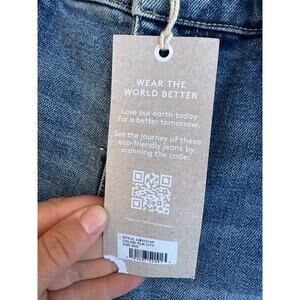 WEAR THE
WORLD BETTER
Love our earth today
for a better tomorrow.
See the journey of these
eco-friendly jeans by
scanning the code: